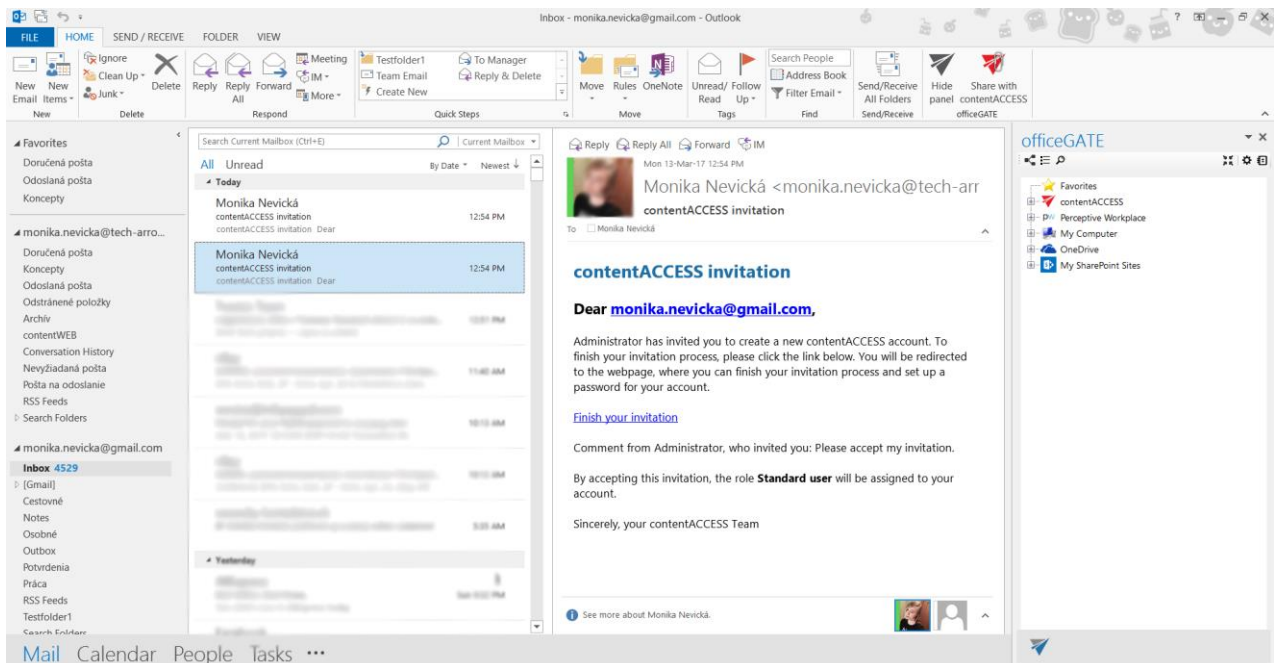 Inbox - monika.nevicka@gmail.com - Outlook
?
FILE HOME SEND / RECEIVE FOLDER VIEW
New Email
New Items
New
Ignore
Clean Up
Junk
Delete
Delete
Reply
Reply All
Forward
Meeting
IM
More
Respond
Testfolder1
Team Email
Create New
To Manager
Reply & Delete
Quick Steps
Move
Rules
OneNote
Move
Unread/ Read
Follow Up
Tags
Search People
Address Book
Filter Email
Find
Send/Receive All Folders
Send/Receive
Hide panel
Share with contentACCESS
officeGATE
Favorites
Doručená pošta
Odoslaná pošta
Koncepty
monika.nevicka@tech-arro...
Doručená pošta
Koncepty
Odoslaná pošta
Odstránené položky
Archív
contentWEB
Conversation History
Nevyžiadaná pošta
Pošta na odoslanie
RSS Feeds
Search Folders
monika.nevicka@gmail.com
Inbox 4529
[Gmail]
Cestovné
Notes
Osobné
Outbox
Potvrdenia
Práca
RSS Feeds
Testfolder1
Search Folders
Search Current Mailbox (Ctrl+E) Current Mailbox
All Unread By Date Newest
Today
Monika Nevická
contentACCESS invitation 12:54 PM
contentACCESS invitation Dear
Monika Nevická
contentACCESS invitation 12:54 PM
contentACCESS invitation Dear
11:40 AM
10:13 AM
Yesterday
Reply Reply All Forward IM
Mon 13-Mar-17 12:54 PM
Monika Nevická <monika.nevicka@tech-arr
contentACCESS invitation
To Monika Nevická
contentACCESS invitation
Dear monika.nevicka@gmail.com,
Administrator has invited you to create a new contentACCESS account. To
finish your invitation process, please click the link below. You will be redirected
to the webpage, where you can finish your invitation process and set up a
password for your account.
Finish your invitation
Comment from Administrator, who invited you: Please accept my invitation.
By accepting this invitation, the role Standard user will be assigned to your
account.
Sincerely, your contentACCESS Team
See more about Monika Nevická.
officeGATE
Favorites
contentACCESS
Perceptive Workplace
My Computer
OneDrive
My SharePoint Sites
Mail Calendar People Tasks ···